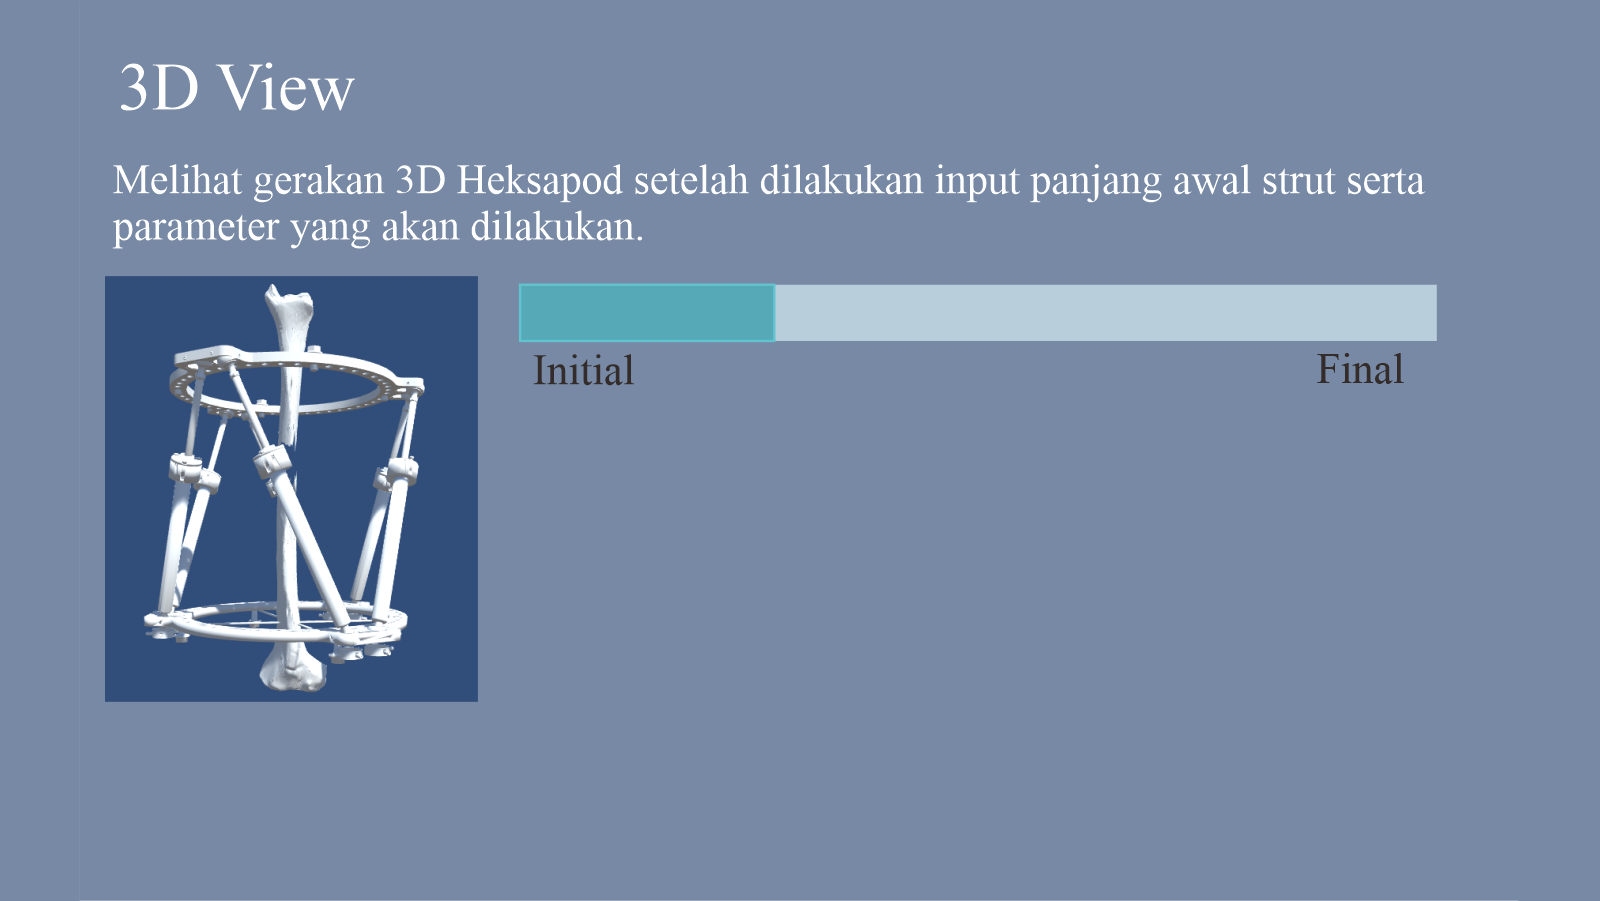 3D View
Melihat gerakan 3D Heksapod setelah dilakukan input panjang awal strut serta
parameter yang akan dilakukan.
Initial
Final